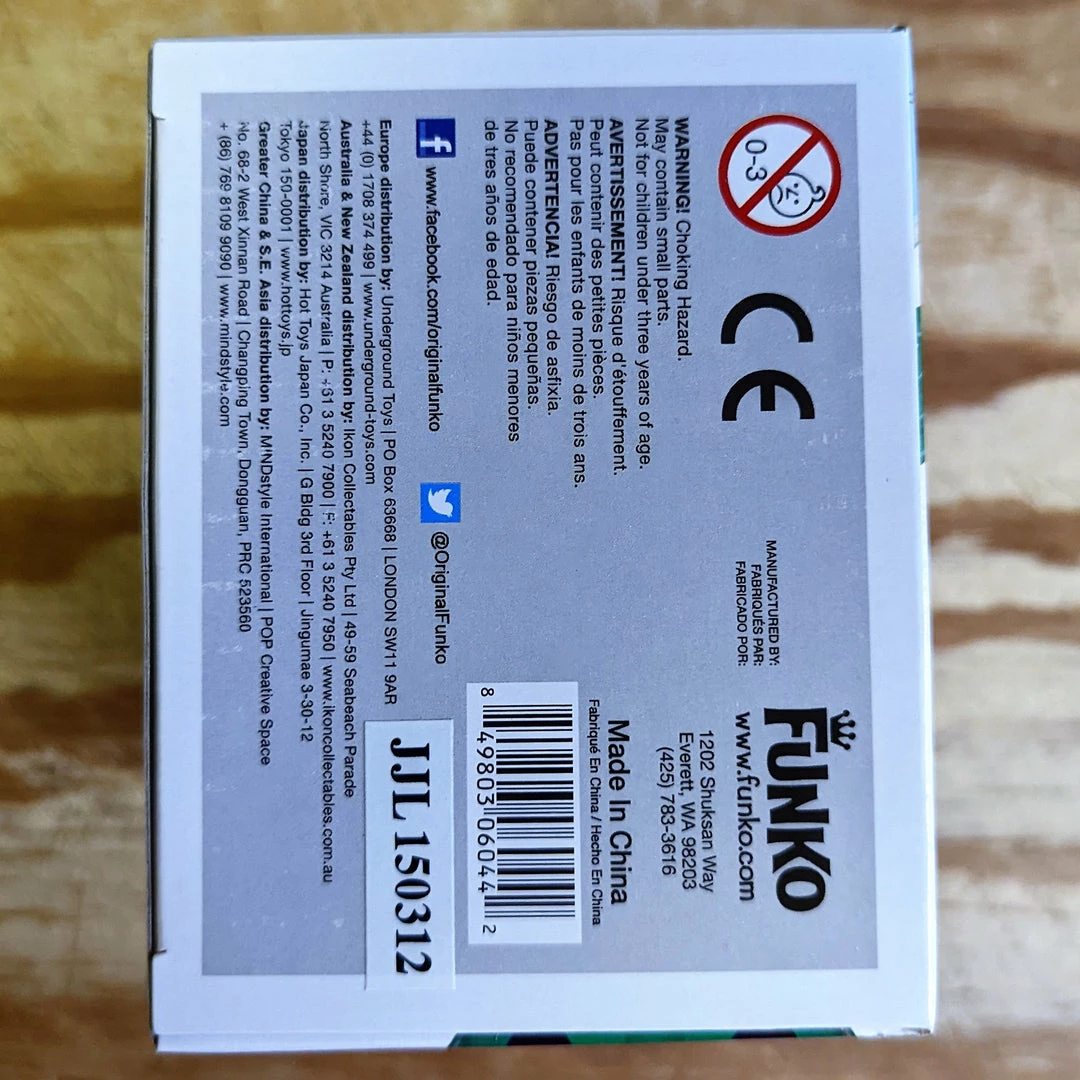 0-3
CE
MANUFACTURED BY:
FABRIQUÉS PAR:
FABRICADO POR:
FUNKO
www.funko.com
1202 Shuksan Way
Everett, WA 98203
(425) 783-3616
WARNING! Choking Hazard.
May contain small parts.
Not for children under three years of age.
AVERTISSEMENT! Risque d'étouffement.
Peut contenir des petites pièces.
Pas pour les enfants de moins de trois ans.
ADVERTENCIA! Riesgo de asfixia.
Puede contener piezas pequeñas.
No recomendado para niños menores
de tres años de edad.
Made In China
Fabriqué En China / Hecho En China
8 49803 06044 2
f www.facebook.com/originalfunko
@OriginalFunko
Europe distribution by: Underground Toys | PO Box 63668 | LONDON SW11 9AR
+44 (0) 1708 374 499 | www.underground-toys.com
Australia & New Zealand distribution by: Ikon Collectables Pty Ltd | 49-59 Seabeach Parade
North Shore, VIC 3214 Australia | P: +61 3 5240 7900 | F: +61 3 5240 7950 | www.ikoncollectables.com.au
Japan distribution by: Hot Toys Japan Co., Inc. | G Bldg 3rd Floor | Jingumae 3-30-12
Tokyo 150-0001 | www.hottoys.jp
Greater China & S.E. Asia distribution by: MINDstyle International | POP Creative Space
No. 68-2 West Xinnan Road | Changping Town, Dongguan, PRC 523560
+ (86) 769 8109 9090 | www.mindstyle.com
JJL 150312